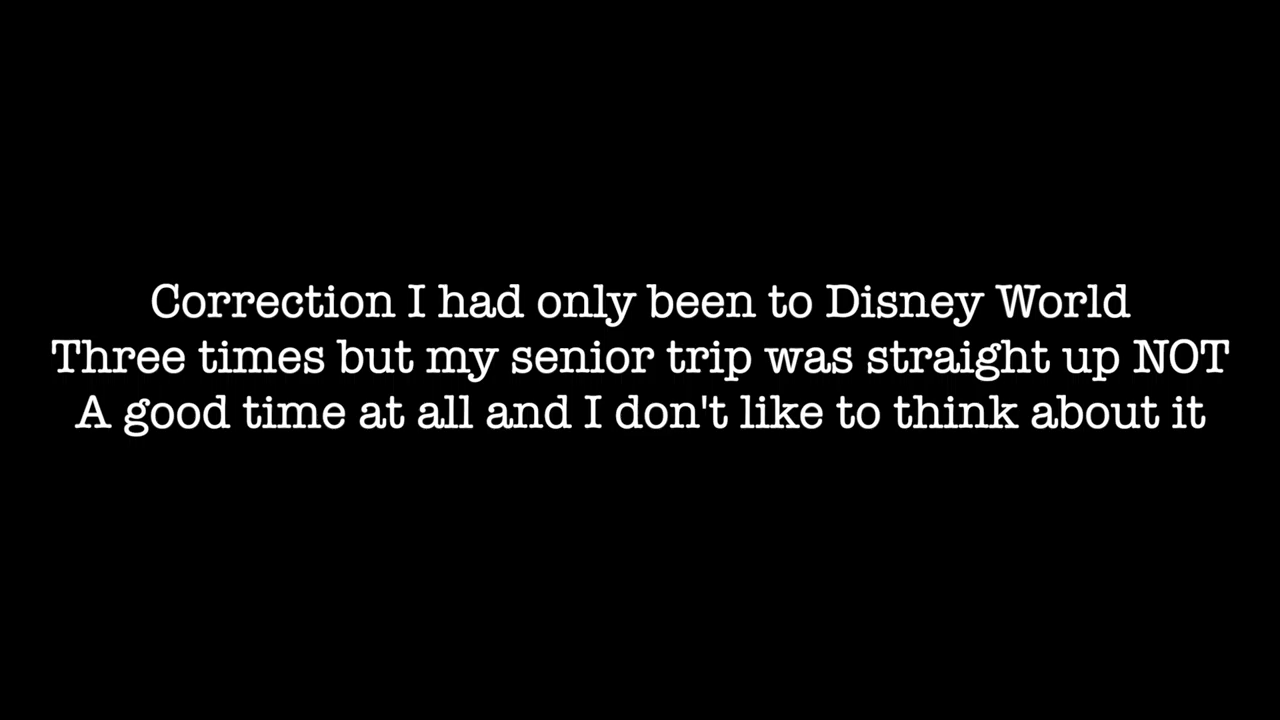 Correction I had only been to Disney World
Three times but my senior trip was straight up NOT
A good time at all and I don't like to think about it